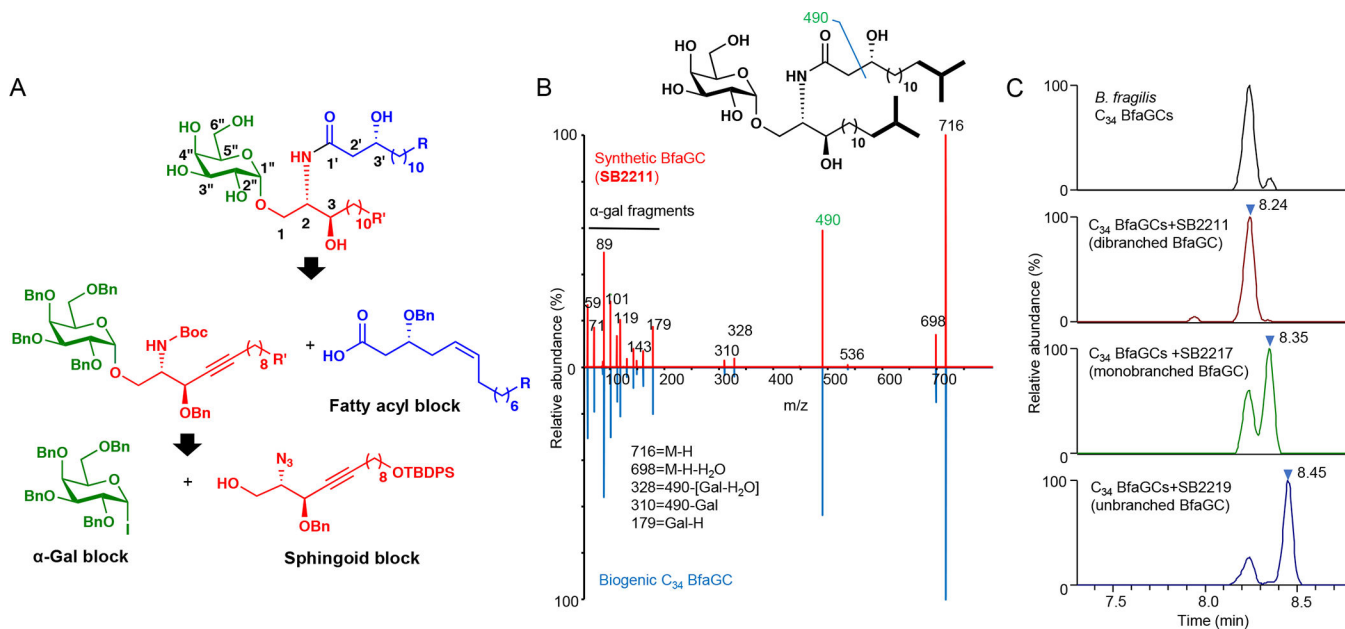 A
OH
6"
HO
OH
4"
5"
O
1"
HO
3"
2"
HO
O
1
O
1'
2'
OH
3'
R
10
HN
2
3
10
R'
OH
BnO
OBn
O
BnO
BnO
O
HN
Boc
8
R'
OBn
+
O
HO
OBn
6
R
Fatty acyl block
BnO
OBn
O
BnO
BnO
I
α-Gal block
+
N3
HO
OBn
8
OTBDPS
Sphingoid block
B
490
HO
OH
O
HO
HO
O
O
OH
HN
10
10
OH
100
Synthetic BfaGC
(SB2211)
α-gal fragments
716
490
89
59
71
101
119
143
179
310
328
536
698
0
100
200
300
400
500
600
700
m/z
Relative abundance (%)
Relative abundance (%)
716=M-H
698=M-H-H2O
328=490-[Gal-H2O]
310=490-Gal
179=Gal-H
Biogenic C34 BfaGC
100
C
B. fragilis
C34 BfaGCs
100
0
C34 BfaGCs+SB2211
(dibranched BfaGC)
8.24
100
0
C34 BfaGCs +SB2217
(monobranched BfaGC)
8.35
100
0
C34 BfaGCs+SB2219
(unbranched BfaGC)
8.45
100
0
Relative abundance (%)
7.5
8.0
8.5
Time (min)